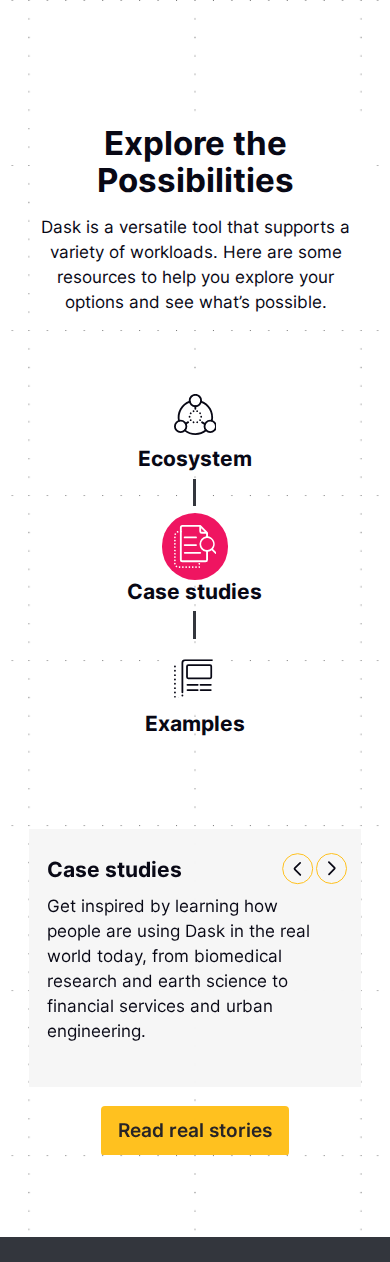 Explore the
Possibilities
Dask is a versatile tool that supports a
variety of workloads. Here are some
resources to help you explore your
options and see what’s possible.
Ecosystem
Case studies
Examples
Case studies
Get inspired by learning how
people are using Dask in the real
world today, from biomedical
research and earth science to
financial services and urban
engineering.
Read real stories